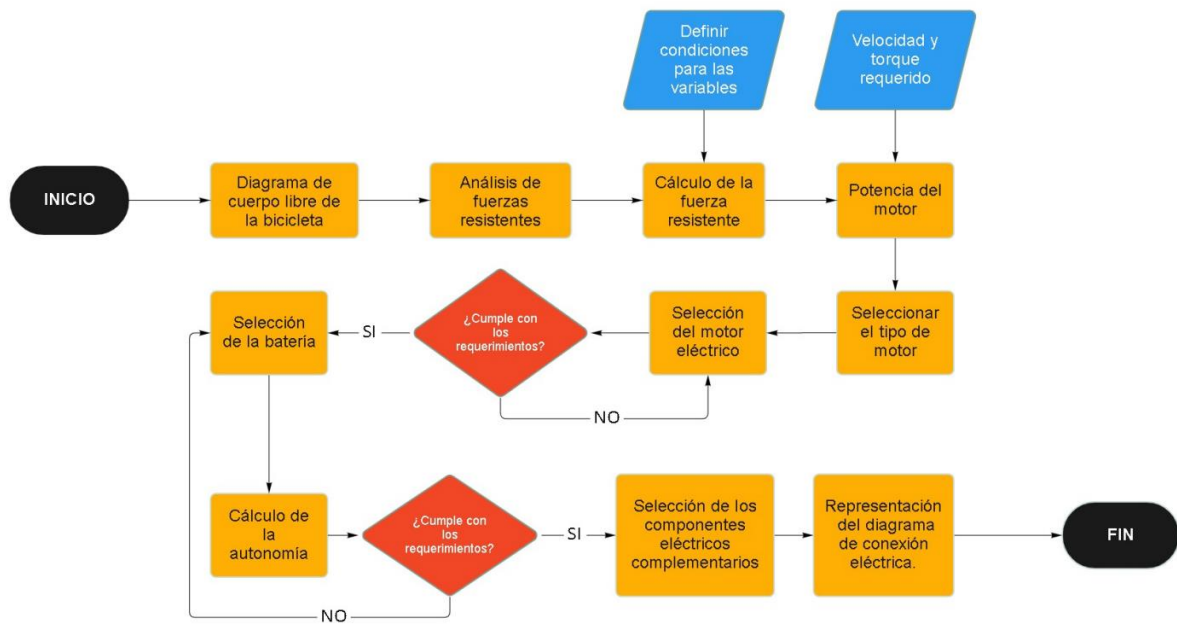 Definir
condiciones
para las
variables
Velocidad y
torque
requerido
INICIO
Diagrama de
cuerpo libre de
la bicicleta
Análisis de
fuerzas
resistentes
Cálculo de la
fuerza
resistente
Potencia del
motor
Seleccionar
el tipo de
motor
Selección
del motor
eléctrico
¿Cumple con
los
requerimientos?
SI
NO
Selección
de la batería
Cálculo de
la
autonomía
¿Cumple con
los
requerimientos?
SI
NO
Selección de los
componentes
eléctricos
complementarios
Representación
del diagrama
de conexión
eléctrica.
FIN